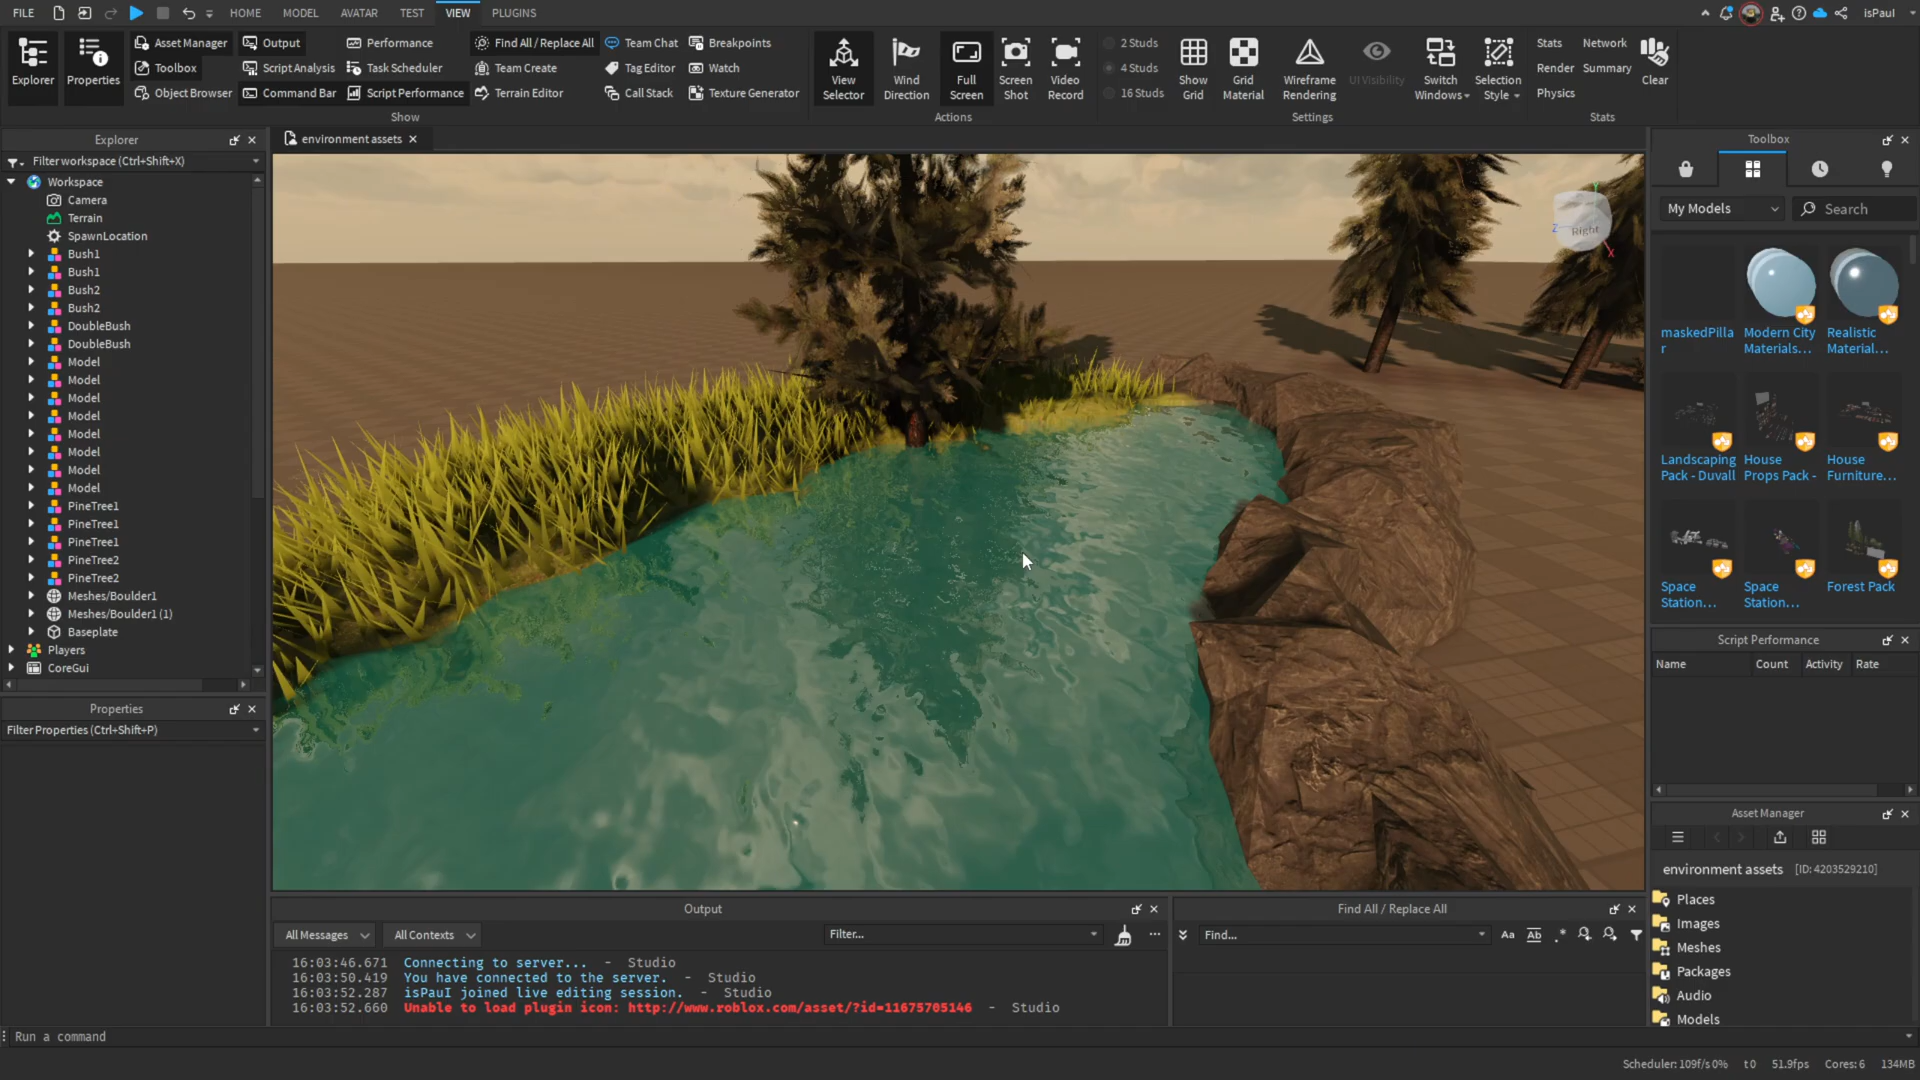 FILE HOME MODEL AVATAR TEST VIEW PLUGINS isPaul
Explorer
Properties
Asset Manager
Toolbox
Object Browser
Output
Script Analysis
Command Bar
Performance
Task Scheduler
Script Performance
Find All / Replace All
Team Create
Terrain Editor
Team Chat
Tag Editor
Call Stack
Breakpoints
Watch
Texture Generator
Show
View Selector
Wind Direction
Full Screen
Screen Shot
Video Record
Actions
2 Studs
4 Studs
16 Studs
Show Grid
Grid Material
Wireframe Rendering
UI Visibility
Switch Windows
Selection Style
Settings
Stats
Render
Physics
Network
Summary
Clear
Stats
Explorer
Filter workspace (Ctrl+Shift+X)
Workspace
Camera
Terrain
SpawnLocation
Bush1
Bush1
Bush2
Bush2
DoubleBush
DoubleBush
Model
Model
Model
Model
Model
Model
Model
Model
PineTree1
PineTree1
PineTree1
PineTree2
PineTree2
Meshes/Boulder1
Meshes/Boulder1 (1)
Baseplate
Players
CoreGui
Properties
Filter Properties (Ctrl+Shift+P)
environment assets
Y
Z
Right
X
Toolbox
My Models
Search
maskedPillar
Modern City Materials...
Realistic Material...
Landscaping Pack - Duvall
House Props Pack -
House Furniture...
Space Station...
Space Station...
Forest Pack
Script Performance
Name Count Activity Rate
Asset Manager
environment assets [ID: 4203529210]
Places
Images
Meshes
Packages
Audio
Models
Output
All Messages All Contexts Filter...
16:03:46.671 Connecting to server... - Studio
16:03:50.419 You have connected to the server. - Studio
16:03:52.287 isPaul joined live editing session. - Studio
16:03:52.660 Unable to load plugin icon: http://www.roblox.com/asset/?id=11675705146 - Studio
Find All / Replace All
Find... Aa Ab .*
Run a command
Scheduler: 109f/s 0% t0 51.9fps Cores: 6 134MB